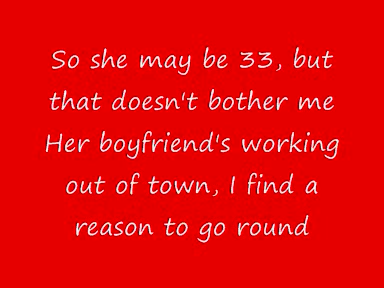 So she may be 33, but
that doesn't bother me
Her boyfriend's working
out of town, I find a
reason to go round